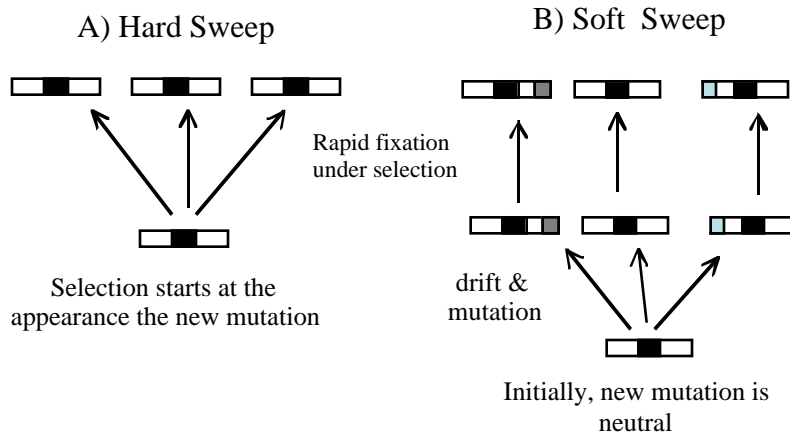 A) Hard Sweep
Rapid fixation
under selection
Selection starts at the
appearance the new mutation
B) Soft Sweep
drift &
mutation
Initially, new mutation is
neutral